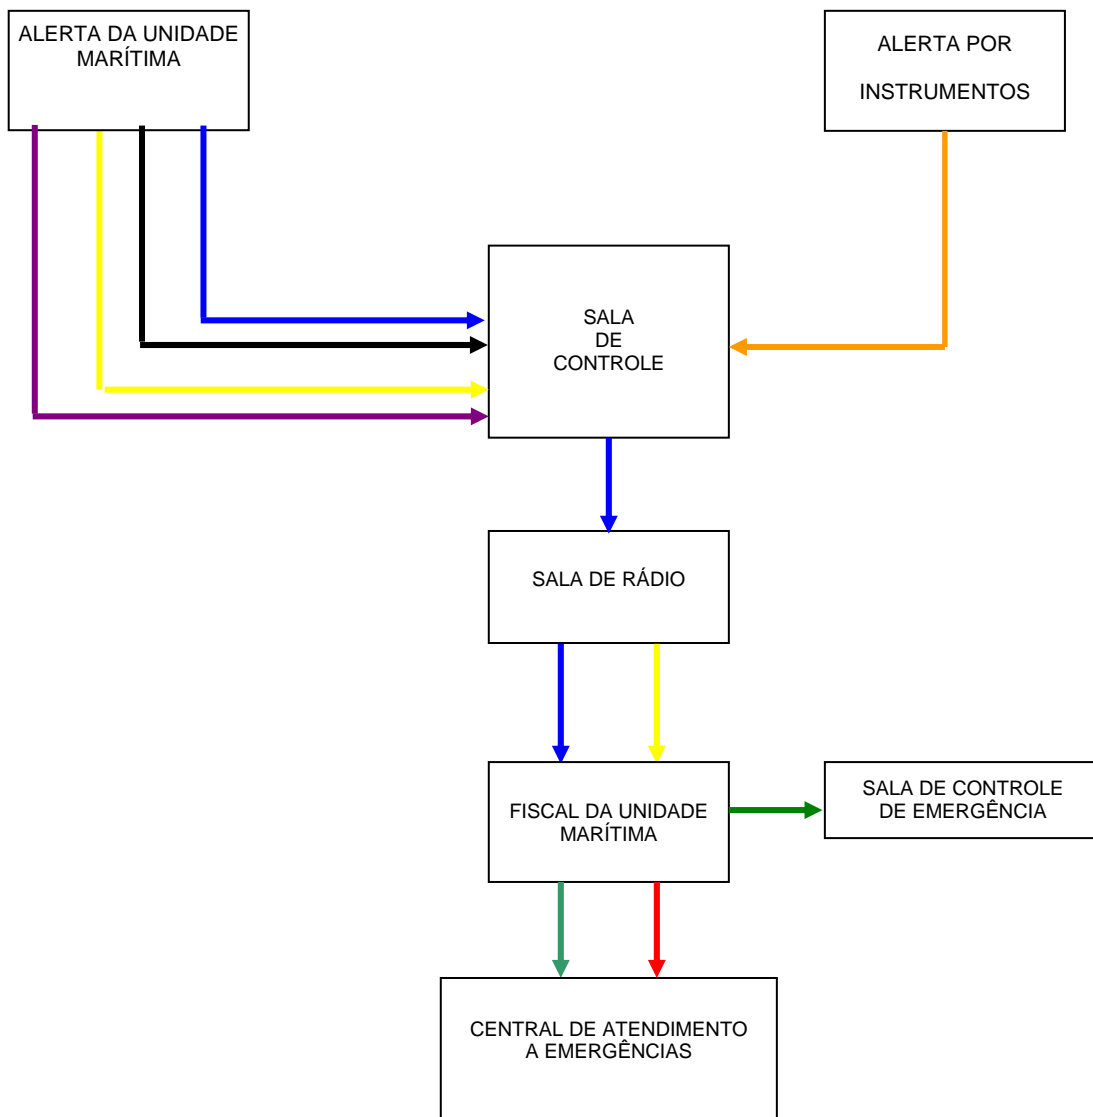 ALERTA DA UNIDADE
MARÍTIMA
ALERTA POR
INSTRUMENTOS
SALA
DE
CONTROLE
SALA DE RÁDIO
FISCAL DA UNIDADE
MARÍTIMA
SALA DE CONTROLE
DE EMERGÊNCIA
CENTRAL DE ATENDIMENTO
A EMERGÊNCIAS